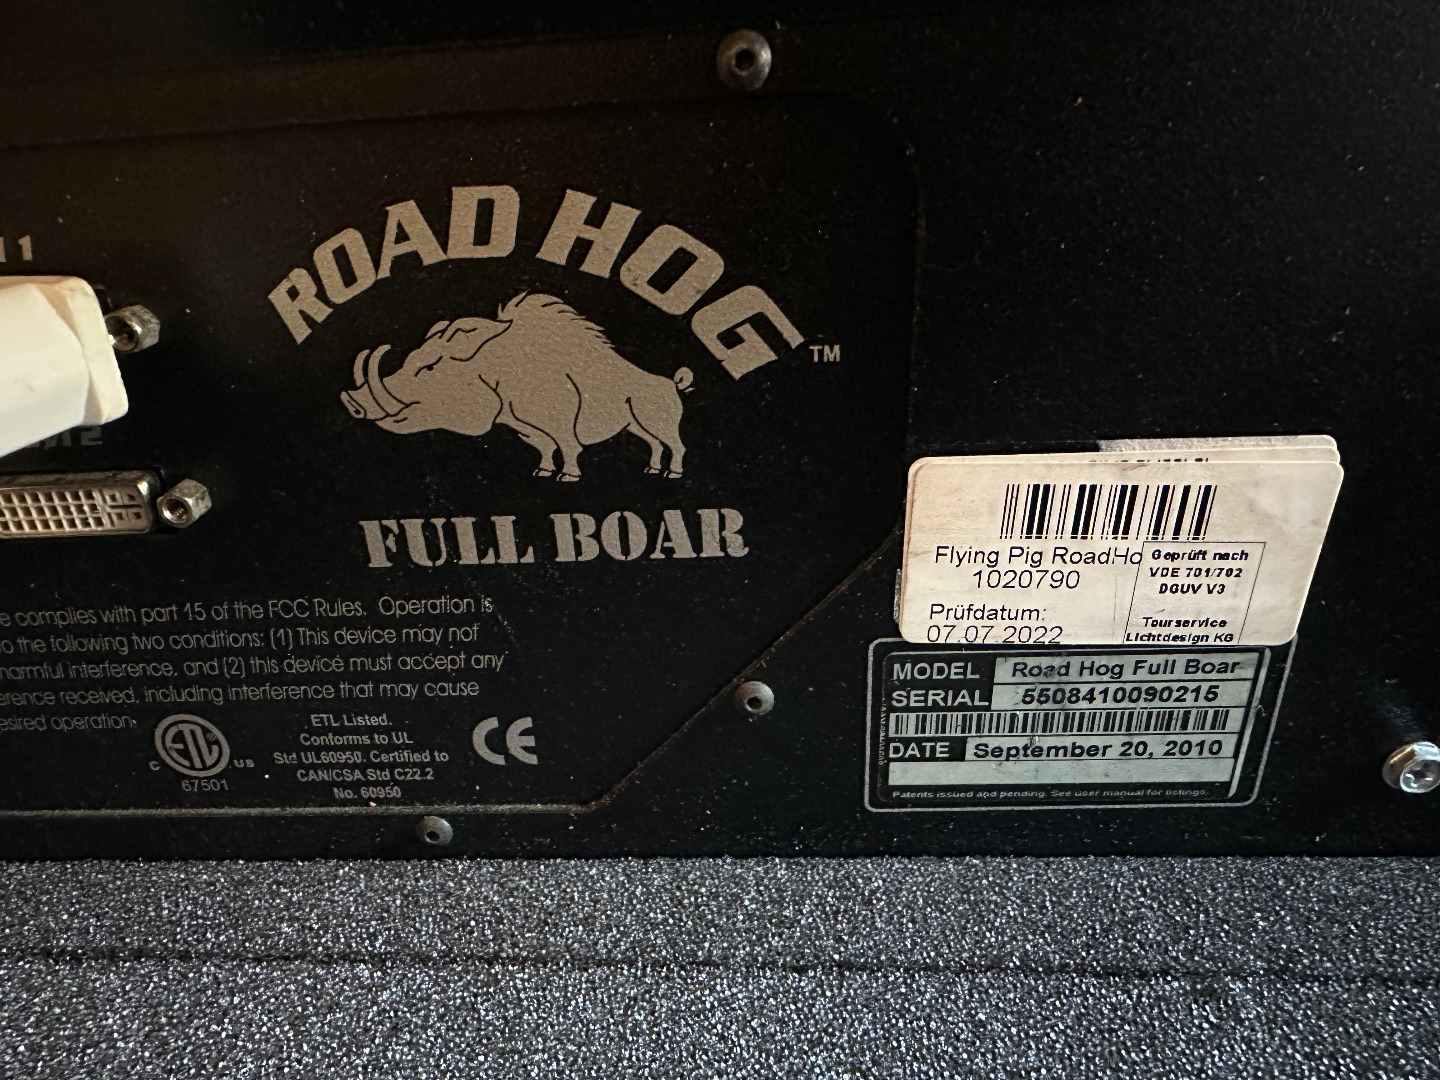 11
ROAD HOG
TM
FULL BOAR
complies with part 15 of the FCC Rules. Operation is
the following two conditions: (1) This device may not
harmful interference, and (2) this device must accept any
received, including interference that may cause
operation.
ETL
C US
67501
ETL Listed.
Conforms to UL
Std UL60950. Certified to
CAN/CSA Std C22.2
No. 60950
CE
Flying Pig RoadHo
1020790
Prüfdatum:
07.07.2022
Geprüft nach
VDE 701/702
DGUV V3
Tourservice
Lichtdesign KG
MODEL Road Hog Full Boar
SERIAL 5508410090215
DATE September 20, 2010
Patents issued and pending. See user manual for listings.